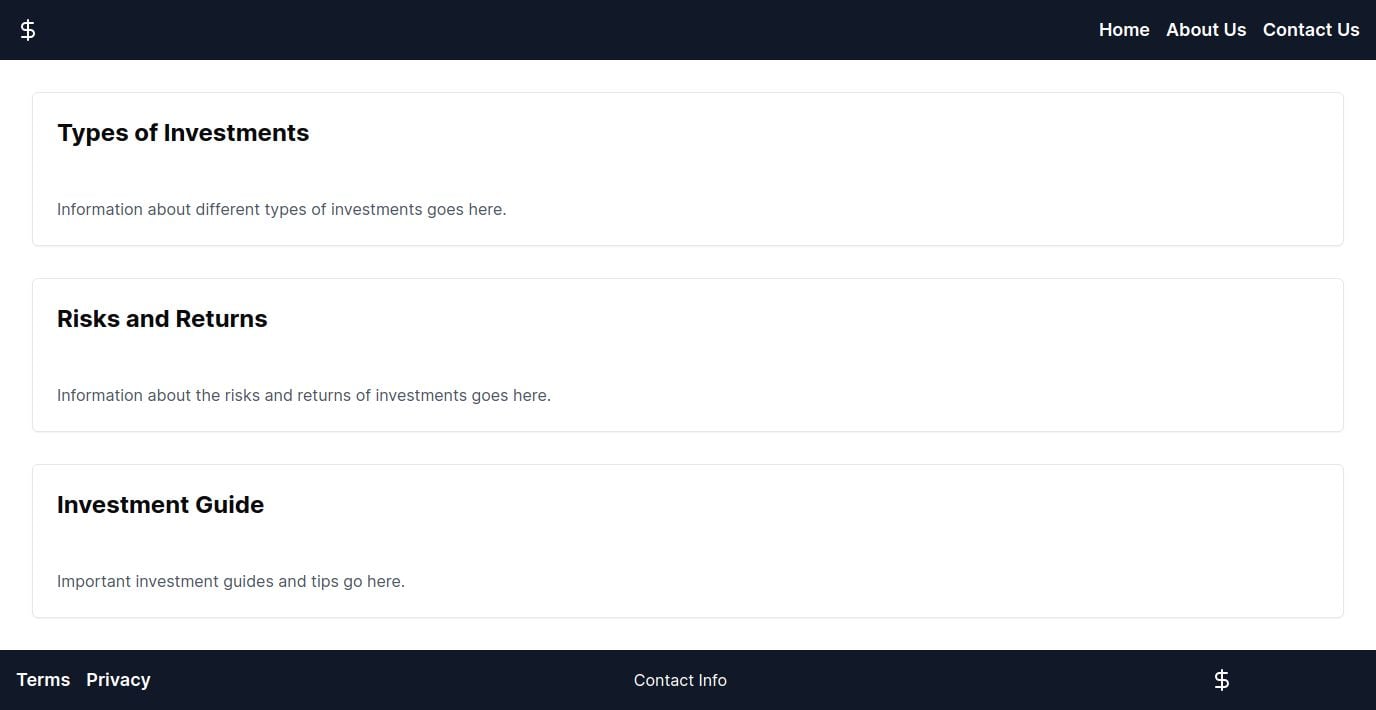 $
Home About Us Contact Us
Types of Investments
Information about different types of investments goes here.
Risks and Returns
Information about the risks and returns of investments goes here.
Investment Guide
Important investment guides and tips go here.
Terms Privacy Contact Info $